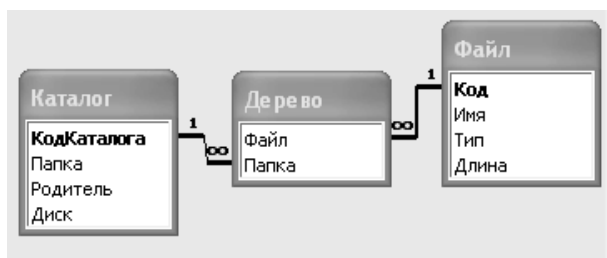 Каталог
КодКаталога
Папка
Родитель
Диск
1
∞
Дерево
Файл
Папка
∞
1
Файл
Код
Имя
Тип
Длина